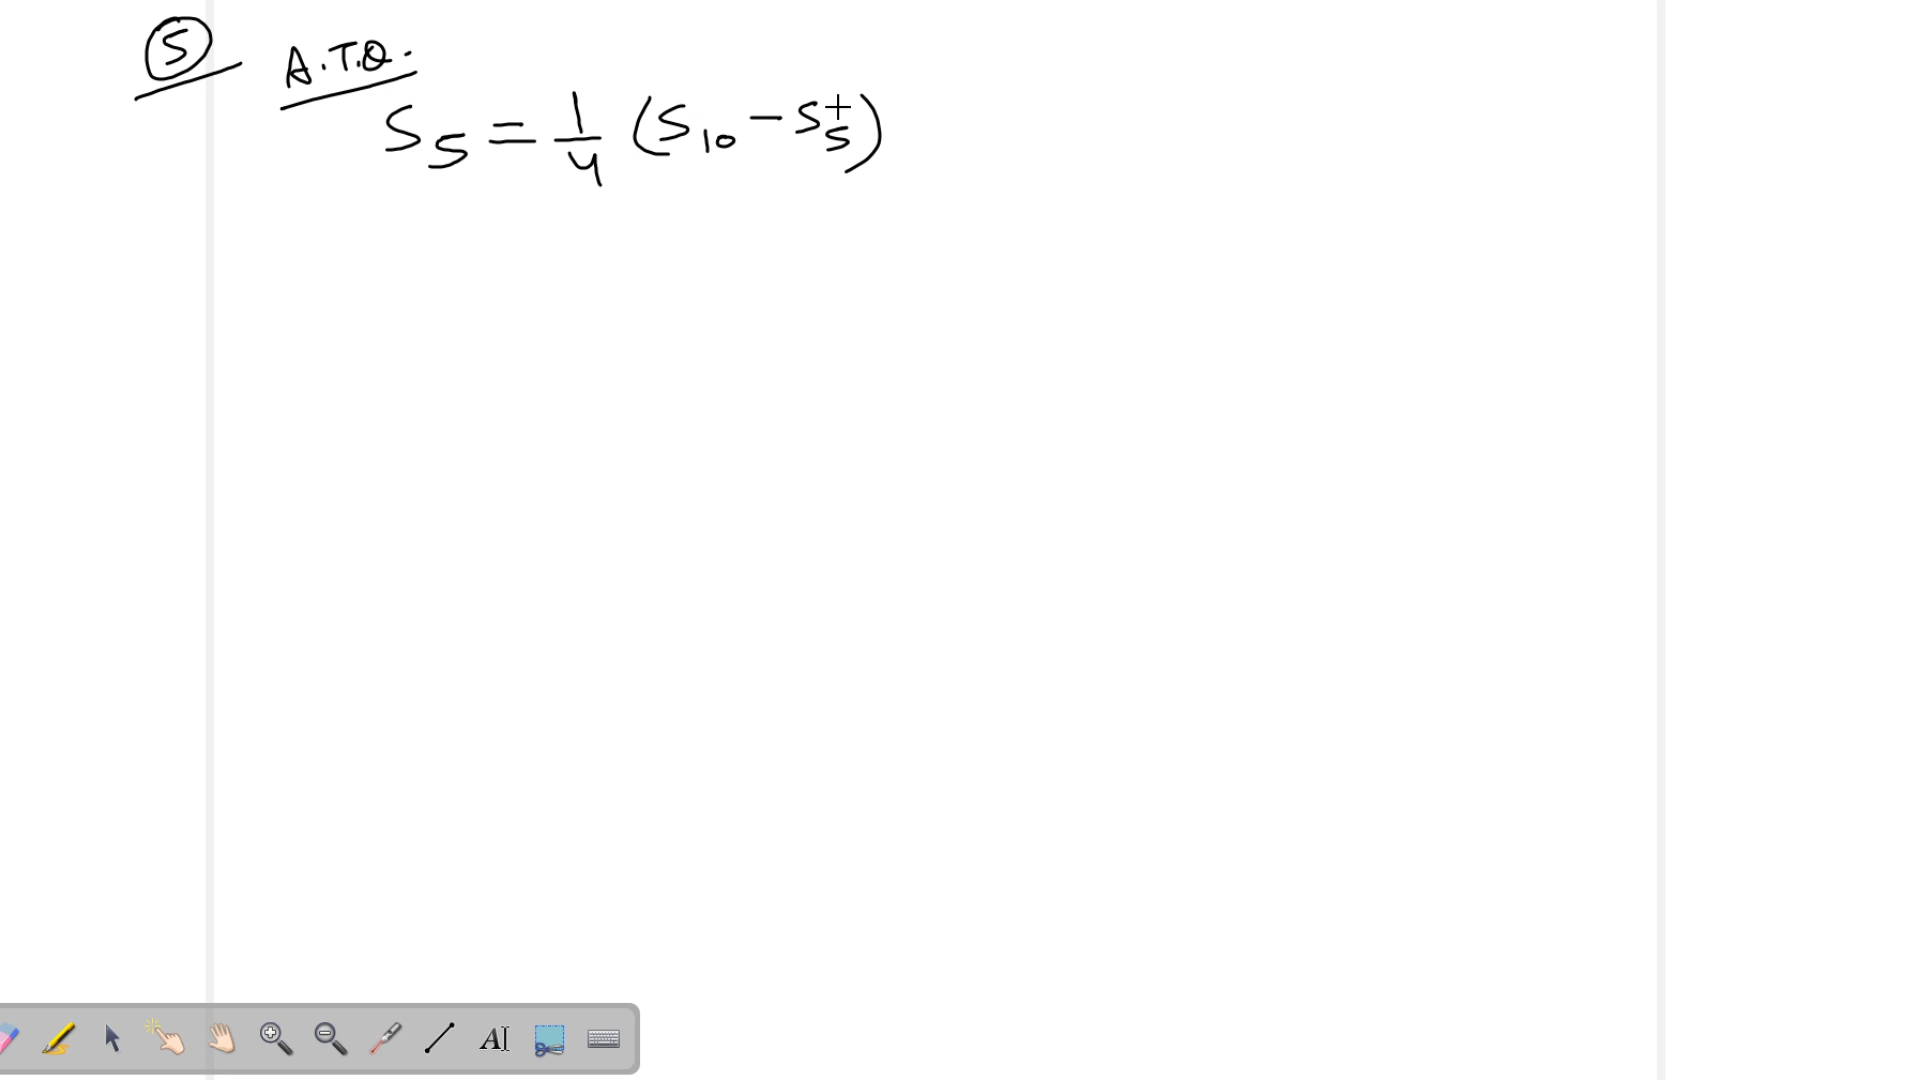 5 A.T.Q.
S₅ = 1/4 (S₁₀ - S₅)